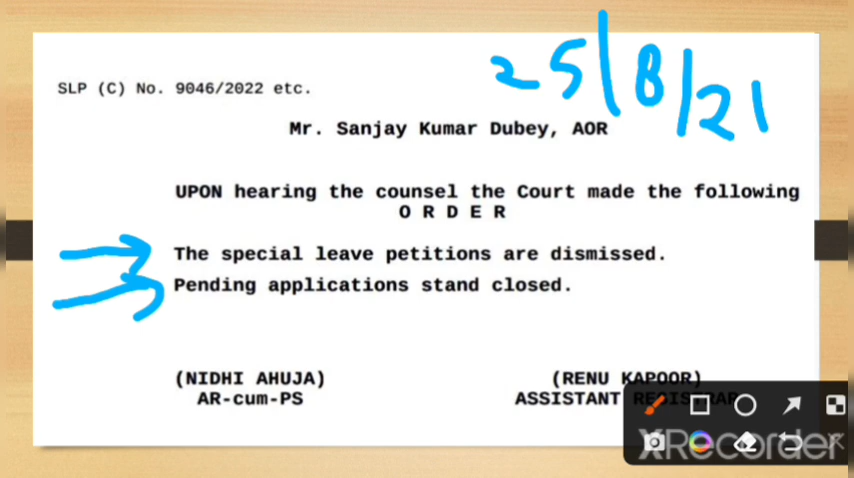 25/8/21
SLP (C) No. 9046/2022 etc.
Mr. Sanjay Kumar Dubey, AOR
UPON hearing the counsel the Court made the following
O R D E R
The special leave petitions are dismissed.
Pending applications stand closed.
(NIDHI AHUJA) (RENU KAPOOR)
AR-cum-PS ASSISTANT REGISTRAR
XRecorder